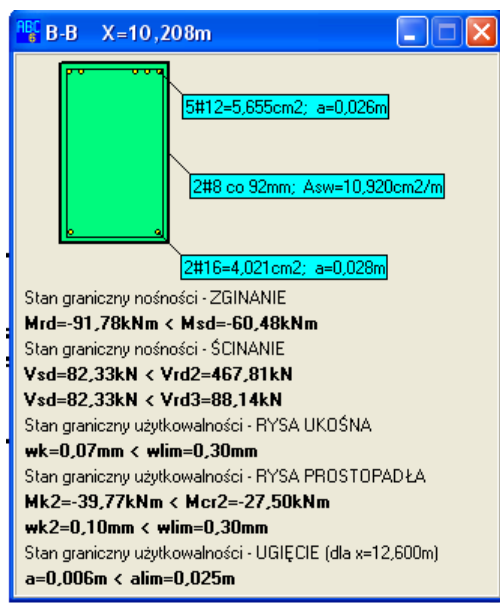 ABC
6
B-B X=10,208m
5#12=5,655cm2; a=0,026m
2#8 co 92mm; Asw=10,920cm2/m
2#16=4,021cm2; a=0,028m
Stan graniczny nośności - ZGINANIE
Mrd=-91,78kNm < Msd=-60,48kNm
Stan graniczny nośności - ŚCINANIE
Vsd=82,33kN < Vrd2=467,81kN
Vsd=82,33kN < Vrd3=88,14kN
Stan graniczny użytkowalności - RYSA UKOŚNA
wk=0,07mm < wlim=0,30mm
Stan graniczny użytkowalności - RYSA PROSTOPADŁA
Mk2=-39,77kNm < Mcr2=-27,50kNm
wk2=0,10mm < wlim=0,30mm
Stan graniczny użytkowalności - UGIĘCIE (dla x=12,600m)
a=0,006m < alim=0,025m